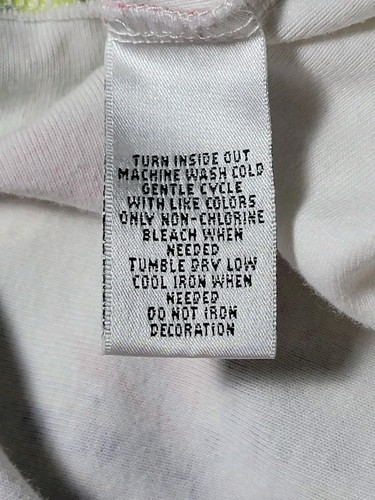 TURN INSIDE OUT
MACHINE WASH COLD
GENTLE CYCLE
WITH LIKE COLORS
ONLY NON-CHLORINE
BLEACH WHEN
NEEDED
TUMBLE DRY LOW
COOL IRON WHEN
NEEDED
DO NOT IRON
DECORATION